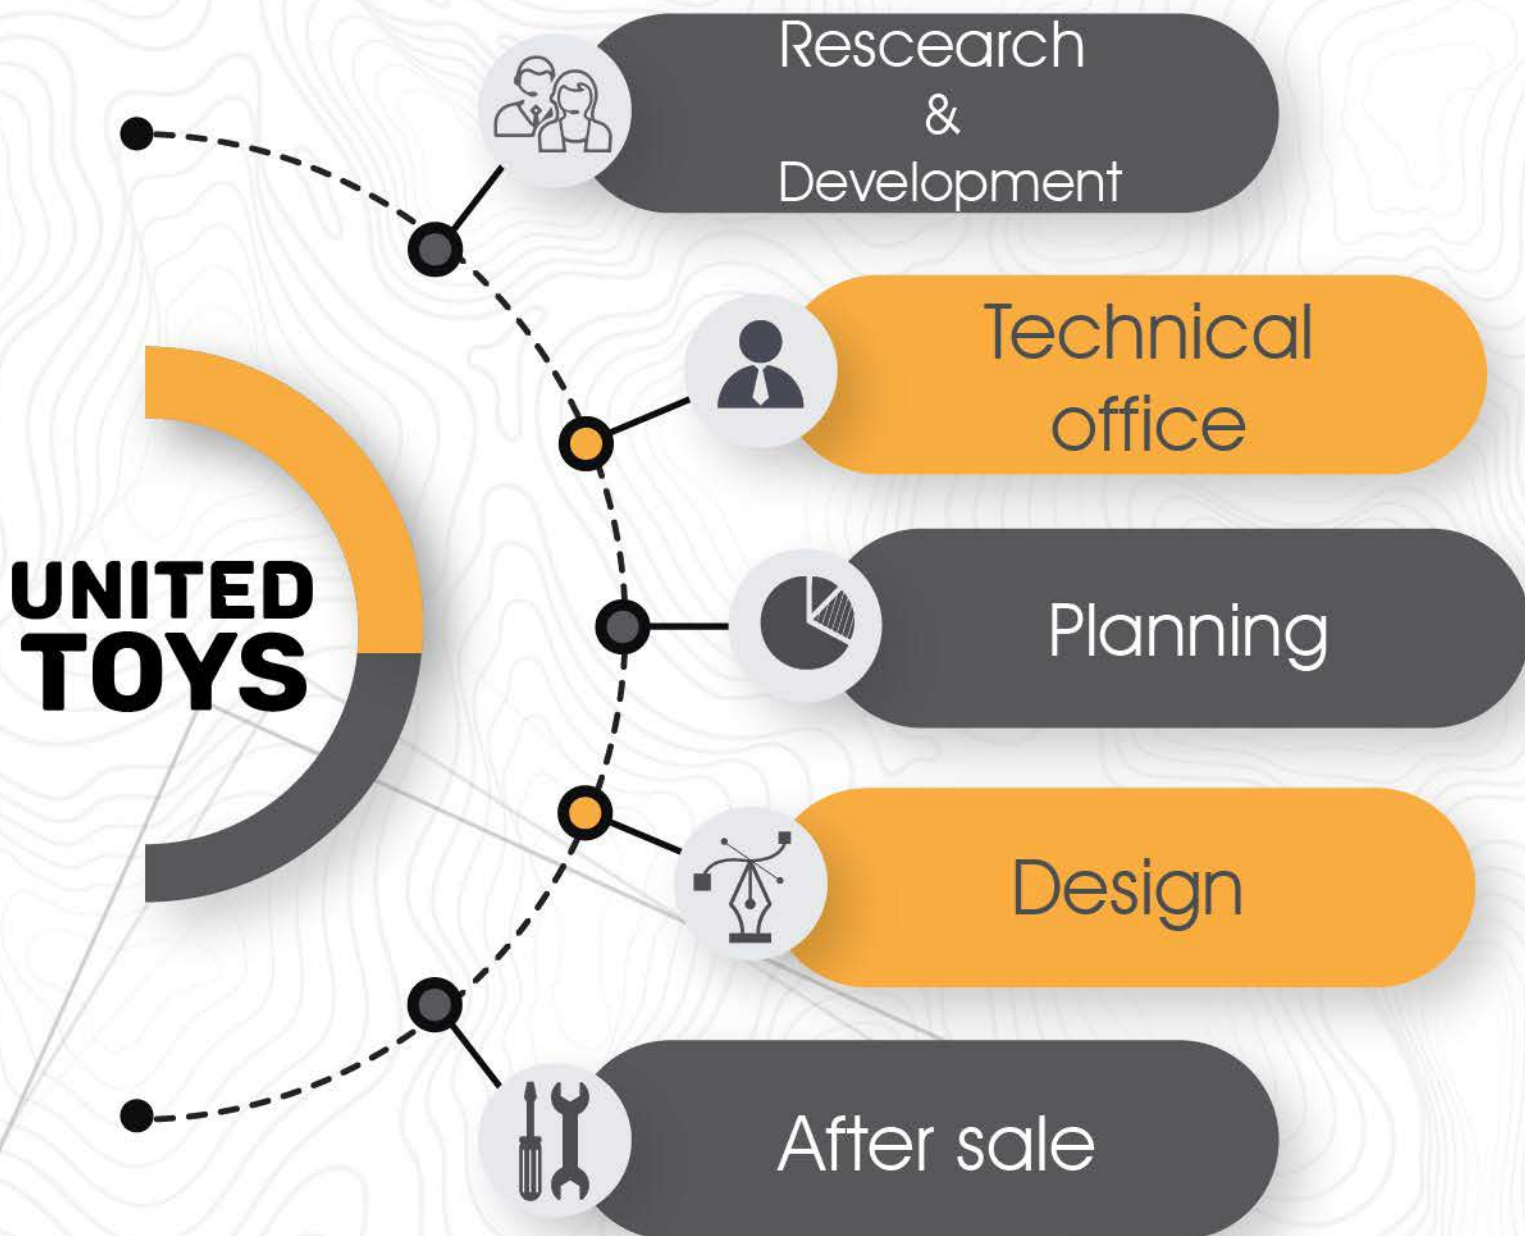 Rescearch
&
Development
Technical
office
UNITED
TOYS
Planning
Design
After sale